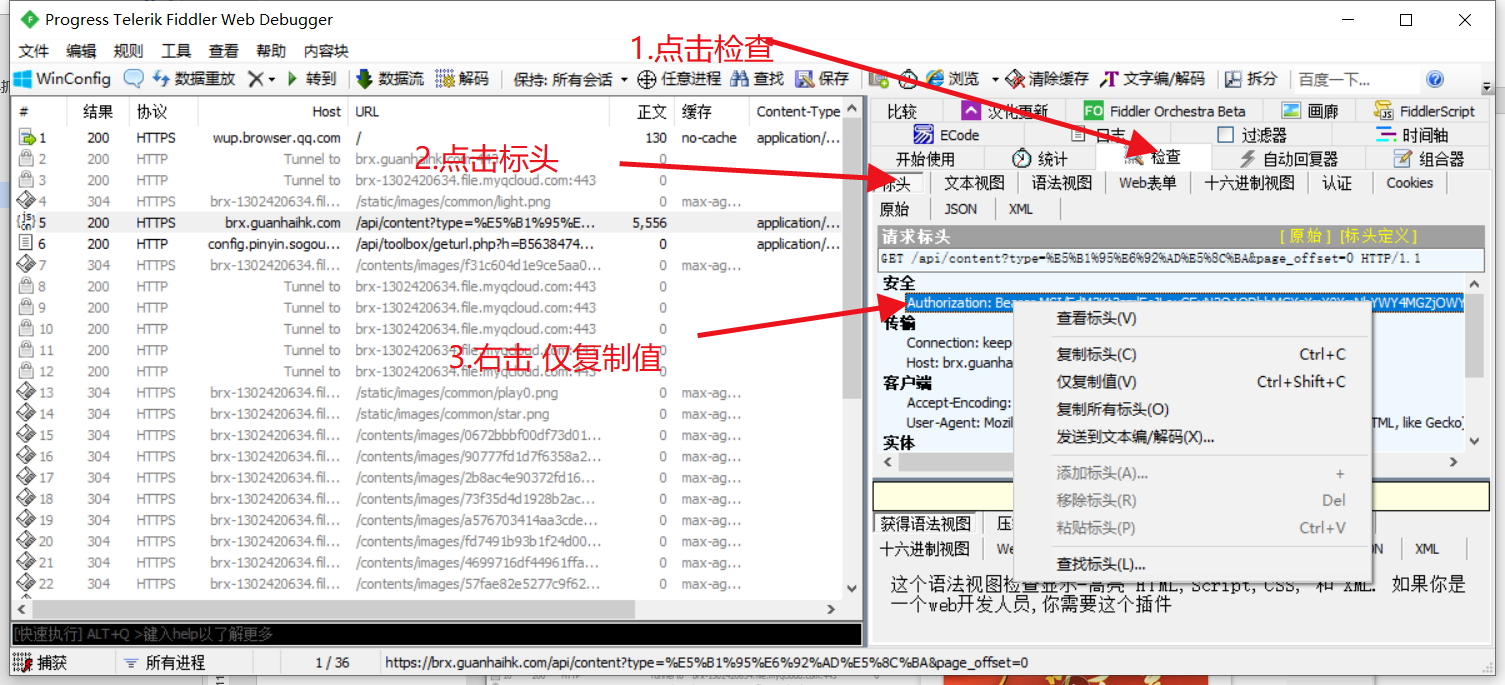 Progress Telerik Fiddler Web Debugger
文件 编辑 规则 工具 查看 帮助 内容块
1.点击检查
WinConfig 数据重放 转到 数据流 解码 保持: 所有会话 任意进程 查找 保存 浏览 清除缓存 文字编/解码 拆分 百度一下...
# 结果 协议 Host URL 正文 缓存 Content-Type
1 200 HTTPS wup.browser.qq.com / 130 no-cache application/...
2 200 HTTP Tunnel to brx.guanhaihk.com:443 0
2.点击标头
3 200 HTTP Tunnel to brx-1302420634.file.myqcloud.com:443 0
4 200 HTTPS brx-1302420634.fil... /static/images/common/light.png 0 max-ag...
5 200 HTTPS brx.guanhaihk.com /api/content?type=%E5%B1%95%E... 5,556 application/...
6 200 HTTP config.pinyin.sogou... /api/toolbox/geturl.php?h=B5638474... 0 application/...
7 304 HTTPS brx-1302420634.fil... /contents/images/f31c604d1e9ce5aa0... 0 max-ag...
8 200 HTTP Tunnel to brx-1302420634.file.myqcloud.com:443 0
9 200 HTTP Tunnel to brx-1302420634.file.myqcloud.com:443 0
10 200 HTTP Tunnel to brx-1302420634.file.myqcloud.com:443 0
11 200 HTTP Tunnel to brx-1302420634.file.myqcloud.com:443 0
3.右击 仅复制值
12 200 HTTP Tunnel to brx-1302420634.file.myqcloud.com:443 0
13 304 HTTPS brx-1302420634.fil... /static/images/common/play0.png 0 max-ag...
14 304 HTTPS brx-1302420634.fil... /static/images/common/star.png 0 max-ag...
15 304 HTTPS brx-1302420634.fil... /contents/images/0672bbbf00df73d01... 0 max-ag...
16 304 HTTPS brx-1302420634.fil... /contents/images/90777fd1d7f6358a2... 0 max-ag...
17 304 HTTPS brx-1302420634.fil... /contents/images/2b8ac4e90372fd16... 0 max-ag...
18 304 HTTPS brx-1302420634.fil... /contents/images/73f35d4d1928b2ac... 0 max-ag...
19 304 HTTPS brx-1302420634.fil... /contents/images/a576703414aa3cde... 0 max-ag...
20 304 HTTPS brx-1302420634.fil... /contents/images/fd7491b93b1f24d00... 0 max-ag...
21 304 HTTPS brx-1302420634.fil... /contents/images/4699716df44961ffa... 0 max-ag...
22 304 HTTPS brx-1302420634.fil... /contents/images/57fae82e5277c9f62... 0 max-ag...
[快速执行] ALT+Q >键入help以了解更多
比较 汉化更新 Fiddler Orchestra Beta 画廊 FiddlerScript
ECode 日志 过滤器 时间轴
开始使用 统计 检查 自动回复器 组合器
标头 文本视图 语法视图 Web表单 十六进制视图 认证 Cookies
原始 JSON XML
请求标头 [ 原始 ] [标头定义]
GET /api/content?type=%E5%B1%95%E6%92%AD%E5%8C%BA&page_offset=0 HTTP/1.1
安全
Authorization:
传输
Connection: keep
Host: brx.guanha
客户端
Accept-Encoding:
User-Agent: Mozil TML, like Gecko)
实体
查看标头(V)
复制标头(C) Ctrl+C
仅复制值(V) Ctrl+Shift+C
复制所有标头(O)
发送到文本编/解码(X)...
添加标头(A)... +
移除标头(R) Del
粘贴标头(P) Ctrl+V
查找标头(L)...
获得语法视图
十六进制视图 XML
这个语法视图检查显示-高亮 HTML, Script, CSS, 和 XML. 如果你是
一个web开发人员,你需要这个插件
捕获 所有进程 1 / 36 https://brx.guanhaihk.com/api/content?type=%E5%B1%95%E6%92%AD%E5%8C%BA&page_offset=0